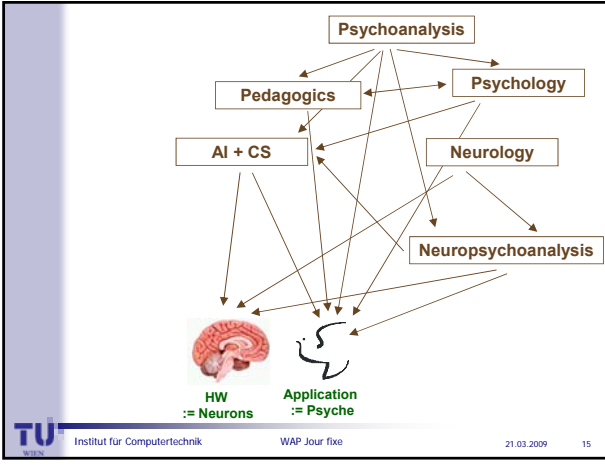 Psychoanalysis
Psychology
Pedagogics
AI + CS
Neurology
Neuropsychoanalysis
HW
:= Neurons
Application
:= Psyche
TU
WIEN
Institut für Computertechnik
WAP Jour fixe
21.03.2009
15